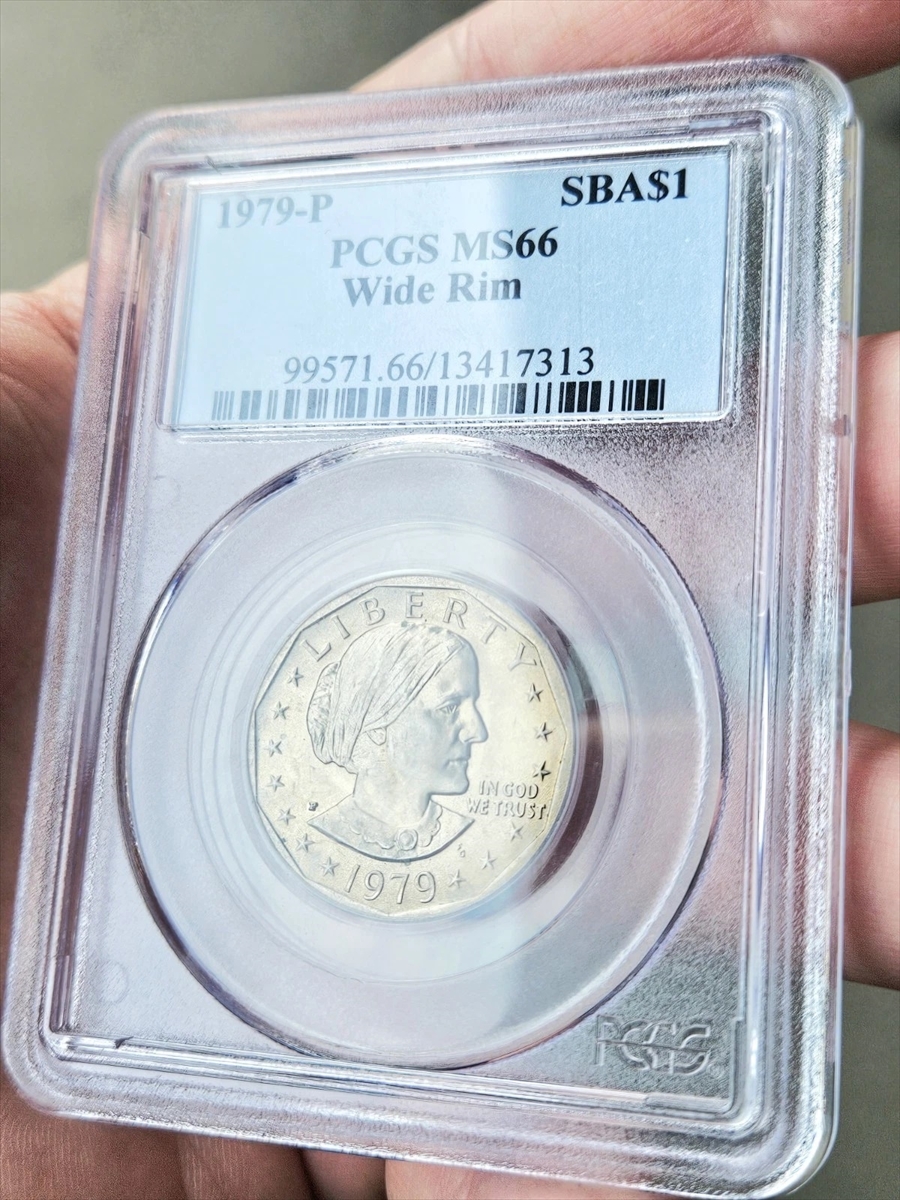 1979-P SBA$1
PCGS MS66
Wide Rim
99571.66/13417313
LIBERTY
IN GOD
WE TRUST
P
1979
PCGS